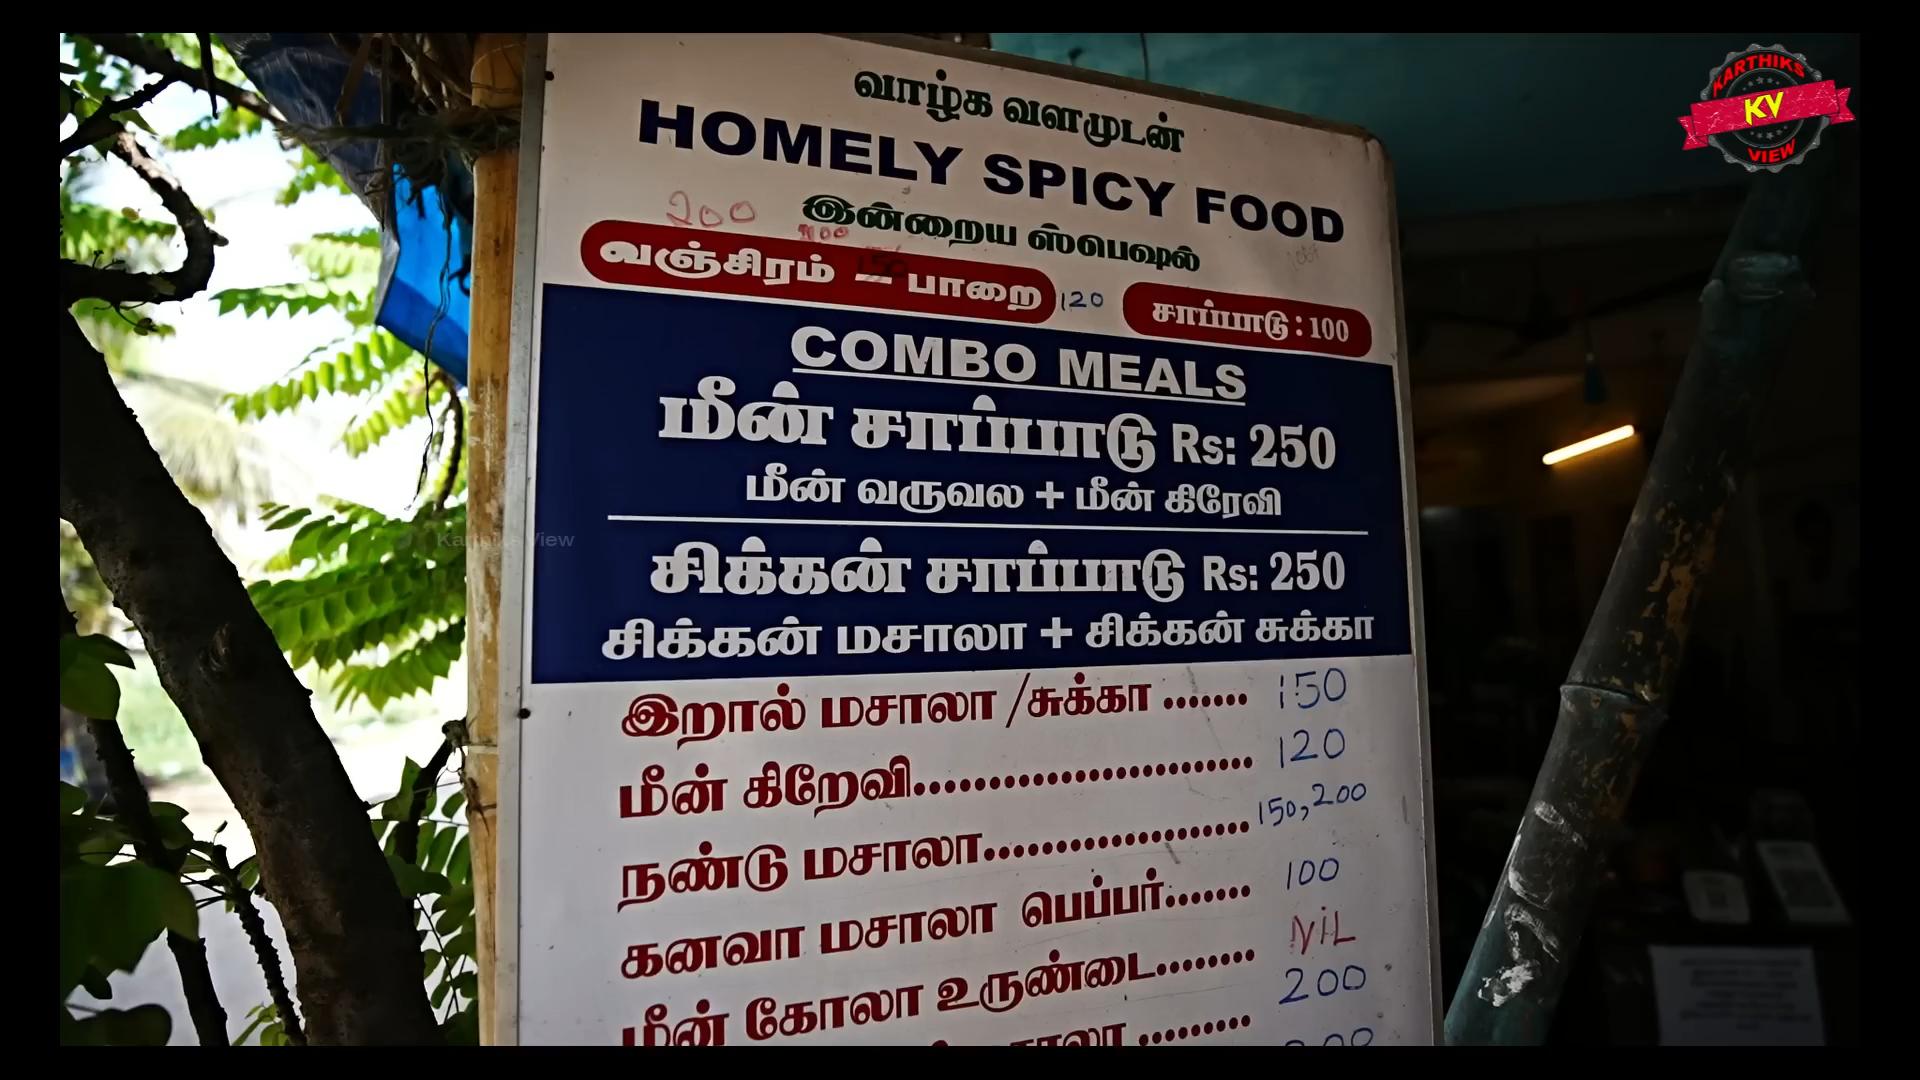 KARTHIKS
KV
VIEW
வாழ்க வளமுடன்
HOMELY SPICY FOOD
200
இன்றைய ஸ்பெஷல்
வஞ்சிரம் – பாறை 120 சாப்பாடு : 100
COMBO MEALS
மீன் சாப்பாடு Rs: 250
மீன் வருவல + மீன் கிரேவி
சிக்கன் சாப்பாடு Rs: 250
Karthiks View
சிக்கன் மசாலா + சிக்கன் சுக்கா
இறால் மசாலா /சுக்கா ....... 150
மீன் கிறேவி........................... 120
நண்டு மசாலா..................... 150,200
கனவா மசாலா பெப்பர்....... 100
மீன் கோலா உருண்டை........ NIL
200